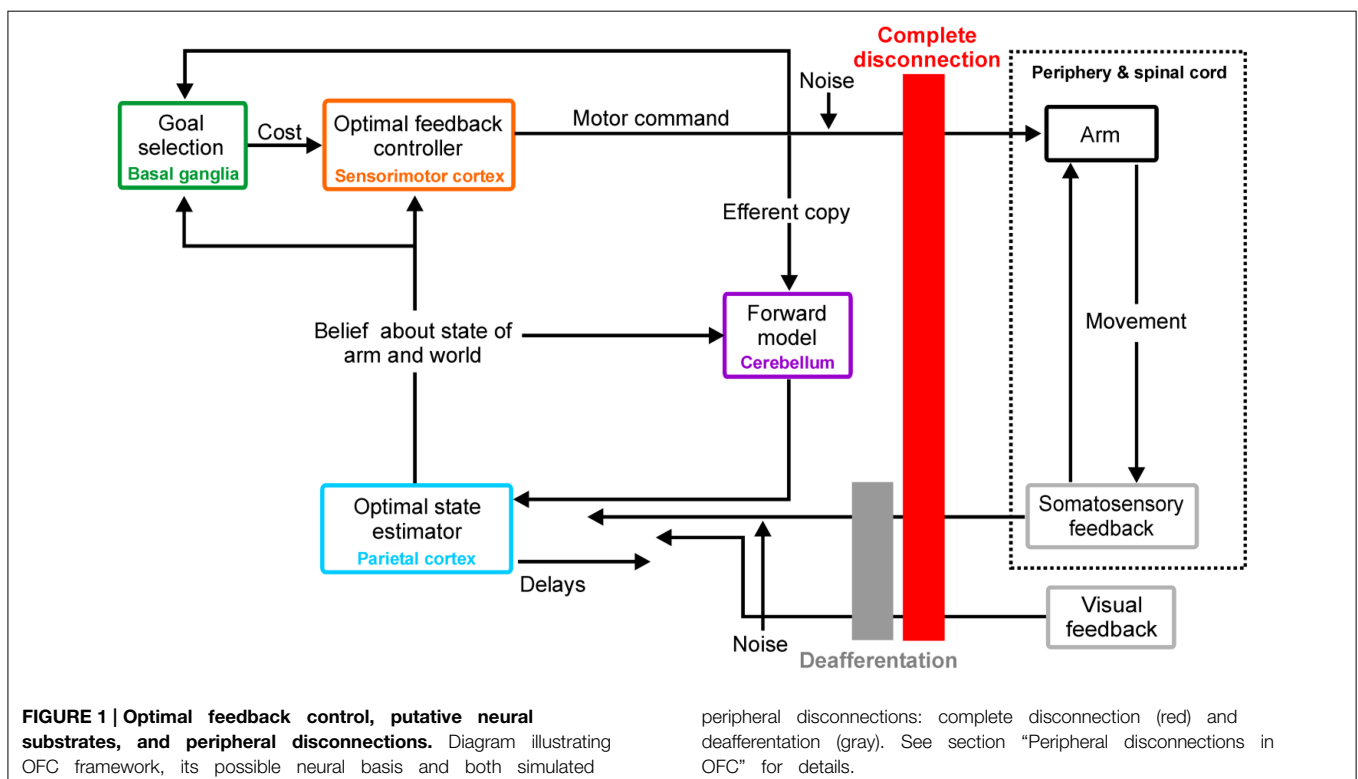 Complete
disconnection
Periphery & spinal cord
Noise
Goal
selection
Basal ganglia
Cost
Optimal feedback
controller
Sensorimotor cortex
Motor command
Arm
Efferent copy
Forward
model
Cerebellum
Movement
Belief about state of
arm and world
Optimal state
estimator
Parietal cortex
Somatosensory
feedback
Delays
Visual
feedback
Noise
Deafferentation
FIGURE 1 | Optimal feedback control, putative neural
substrates, and peripheral disconnections. Diagram illustrating
OFC framework, its possible neural basis and both simulated
peripheral disconnections: complete disconnection (red) and
deafferentation (gray). See section “Peripheral disconnections in
OFC” for details.